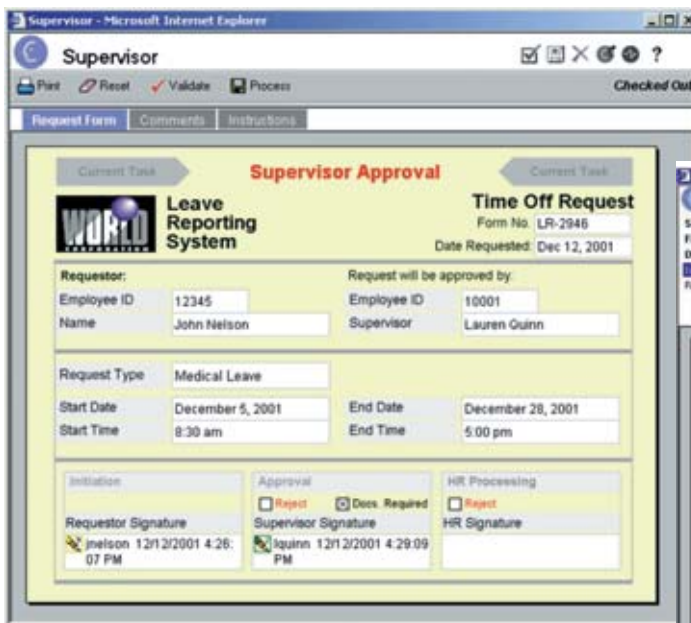 Supervisor - Microsoft Internet Explorer
Supervisor
?
Print Reset Validate Process Checked Out
Request Form Comments Instructions
Current Task Supervisor Approval Current Task
WORLD
CORPORATION
Leave
Reporting
System
Time Off Request
Form No. LR-2946
Date Requested: Dec 12, 2001
Requestor: Request will be approved by:
Employee ID 12345 Employee ID 10001
Name John Nelson Supervisor Lauren Quinn
Request Type Medical Leave
Start Date December 5, 2001 End Date December 28, 2001
Start Time 8:30 am End Time 5:00 pm
Initiation Approval HR Processing
Reject Docs. Required Reject
Requestor Signature Supervisor Signature HR Signature
jnelson 12/12/2001 4:26: lquinn 12/12/2001 4:29:09
07 PM PM